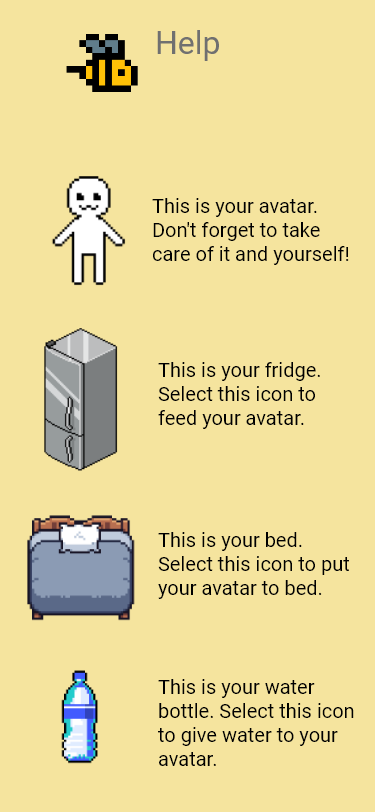 Help
This is your avatar.
Don't forget to take
care of it and yourself!
This is your fridge.
Select this icon to
feed your avatar.
This is your bed.
Select this icon to put
your avatar to bed.
This is your water
bottle. Select this icon
to give water to your
avatar.